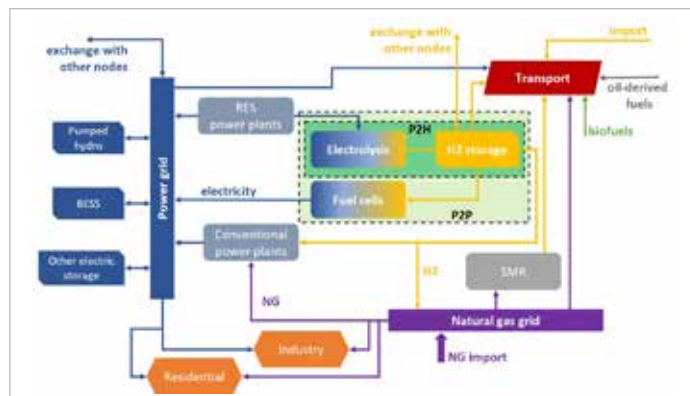 exchange with
other nodes
exchange with
other nodes
import
Transport
oil-derived
fuels
biofuels
RES
power plants
Pumped
hydro
P2H
Electrolysis
H2 storage
Power grid
BESS
electricity
Fuel cells
P2P
Conventional
power plants
Other electric
storage
H2
SMR
NG
Natural gas grid
Industry
NG import
Residential